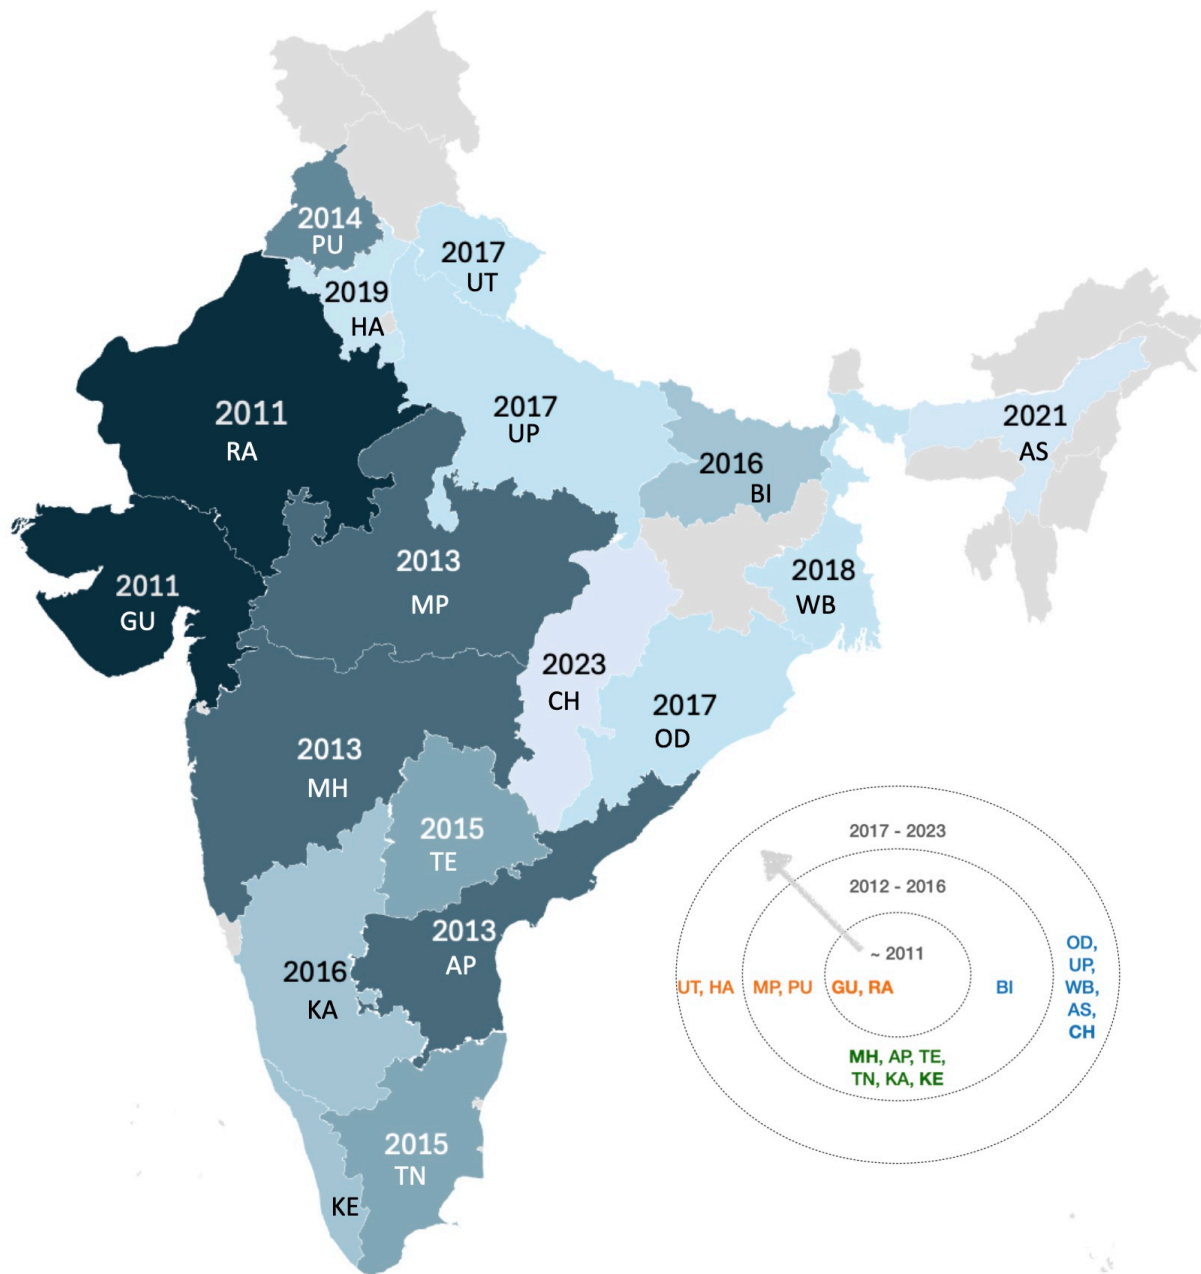 2014
PU
2017
UT
2019
HA
2011
RA
2017
UP
2021
AS
2016
BI
2011
GU
2013
MP
2018
WB
2023
CH
2017
OD
2013
MH
2015
TE
2013
AP
2016
KA
2015
TN
KE
2017 - 2023
2012 - 2016
~ 2011
UT, HA
MP, PU
GU, RA
BI
OD,
UP,
WB,
AS,
CH
MH, AP, TE,
TN, KA, KE